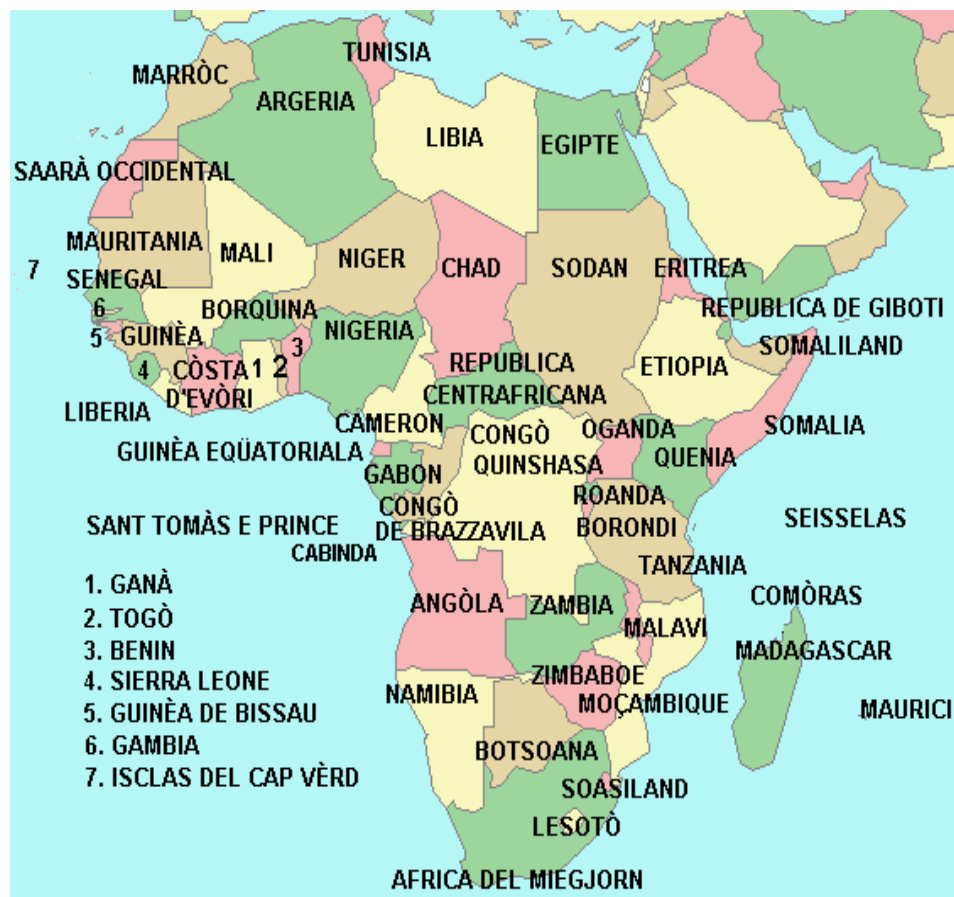 TUNISIA
MARRÒC
ARGERIA
LIBIA
EGIPTE
SAARÀ OCCIDENTAL
MAURITANIA
MALI
NIGER
CHAD
SODAN
ERITREA
7
SENEGAL
6
BORQUINA
NIGERIA
REPUBLICA DE GIBOTI
5
GUINÈA
3
SOMALILAND
4
CÒSTA
D'EVÒRI
1
2
REPUBLICA
CENTRAFRICANA
ETIOPIA
LIBERIA
CAMERON
CONGÒ
QUINSHASA
OGANDA
SOMALIA
GUINÈA EQÜATORIALA
QUENIA
GABON
ROANDA
CONGÒ
DE BRAZZAVILA
BORONDI
SEISSELAS
SANT TOMÀS E PRINCE
CABINDA
TANZANIA
COMÒRAS
ANGÒLA
ZAMBIA
MALAVI
MADAGASCAR
ZIMBABOE
NAMIBIA
MOÇAMBIQUE
MAURICI
BOTSOANA
SOASILAND
LESOTÒ
AFRICA DEL MIEGJORN
1. GANÀ
2. TOGÒ
3. BENIN
4. SIERRA LEONE
5. GUINÈA DE BISSAU
6. GAMBIA
7. ISCLAS DEL CAP VÈRD